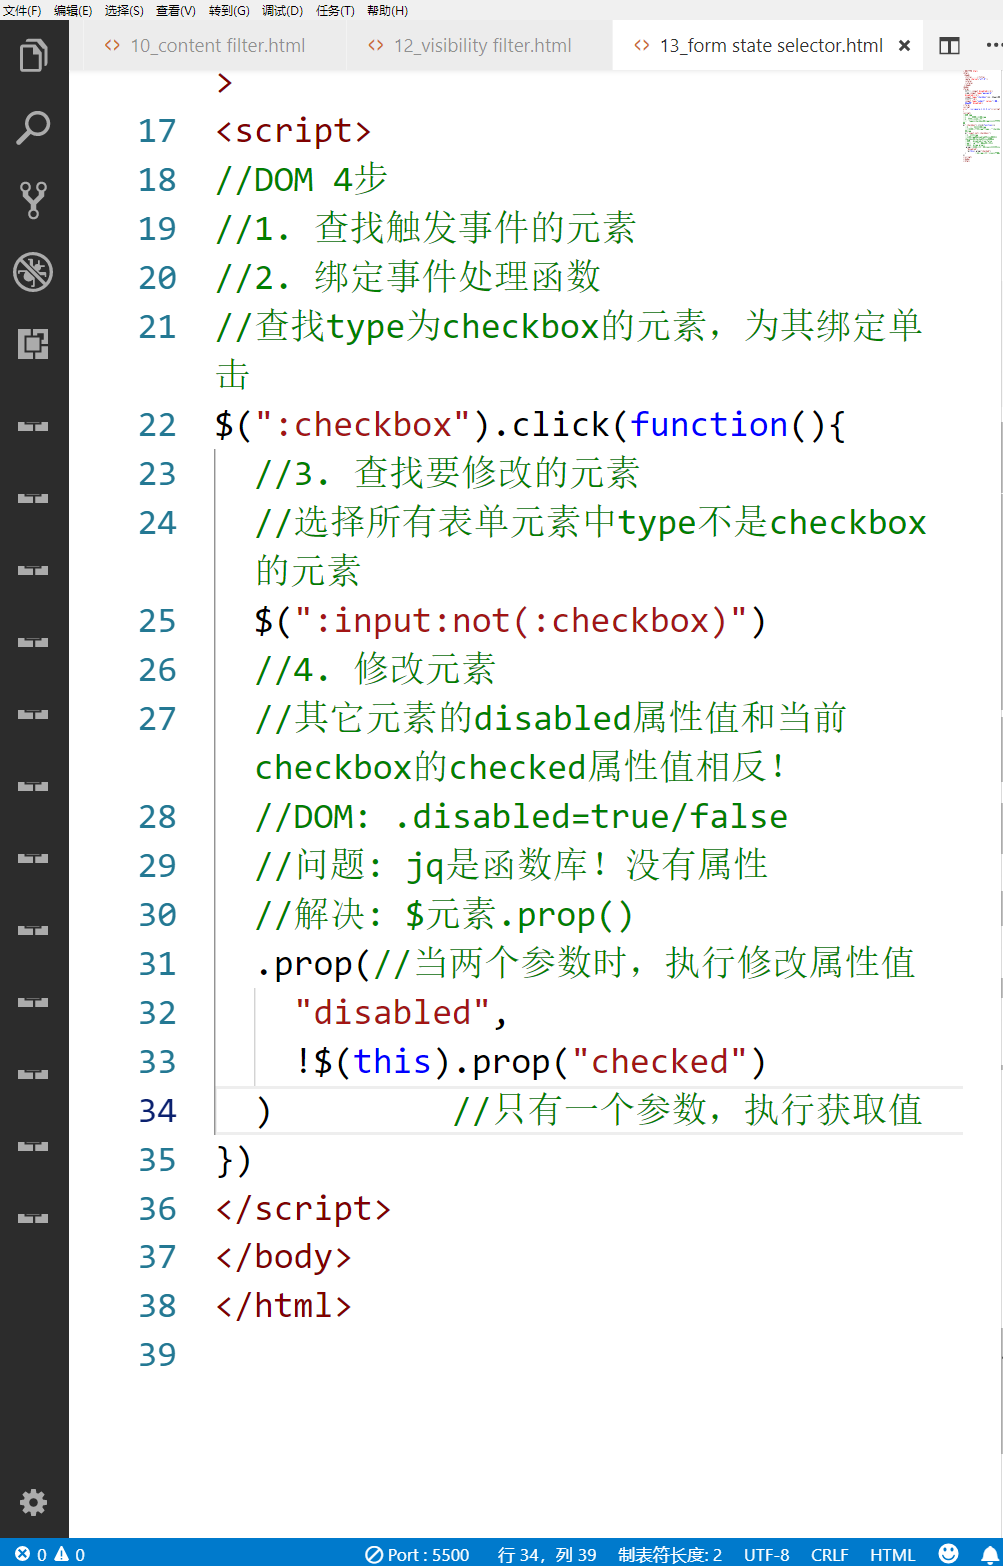 文件(F) 编辑(E) 选择(S) 查看(V) 转到(G) 调试(D) 任务(T) 帮助(H)
<> 10_content filter.html <> 12_visibility filter.html <> 13_form state selector.html ×
>
17 <script>
18 //DOM 4步
19 //1. 查找触发事件的元素
20 //2. 绑定事件处理函数
21 //查找type为checkbox的元素，为其绑定单
击
22 $(":checkbox").click(function(){
23 //3. 查找要修改的元素
24 //选择所有表单元素中type不是checkbox
的元素
25 $(":input:not(:checkbox)")
26 //4. 修改元素
27 //其它元素的disabled属性值和当前
checkbox的checked属性值相反！
28 //DOM: .disabled=true/false
29 //问题: jq是函数库！没有属性
30 //解决: $元素.prop()
31 .prop(//当两个参数时，执行修改属性值
32 "disabled",
33 !$(this).prop("checked")
34 ) //只有一个参数，执行获取值
35 })
36 </script>
37 </body>
38 </html>
39
0 0 Port : 5500 行 34，列 39 制表符长度: 2 UTF-8 CRLF HTML